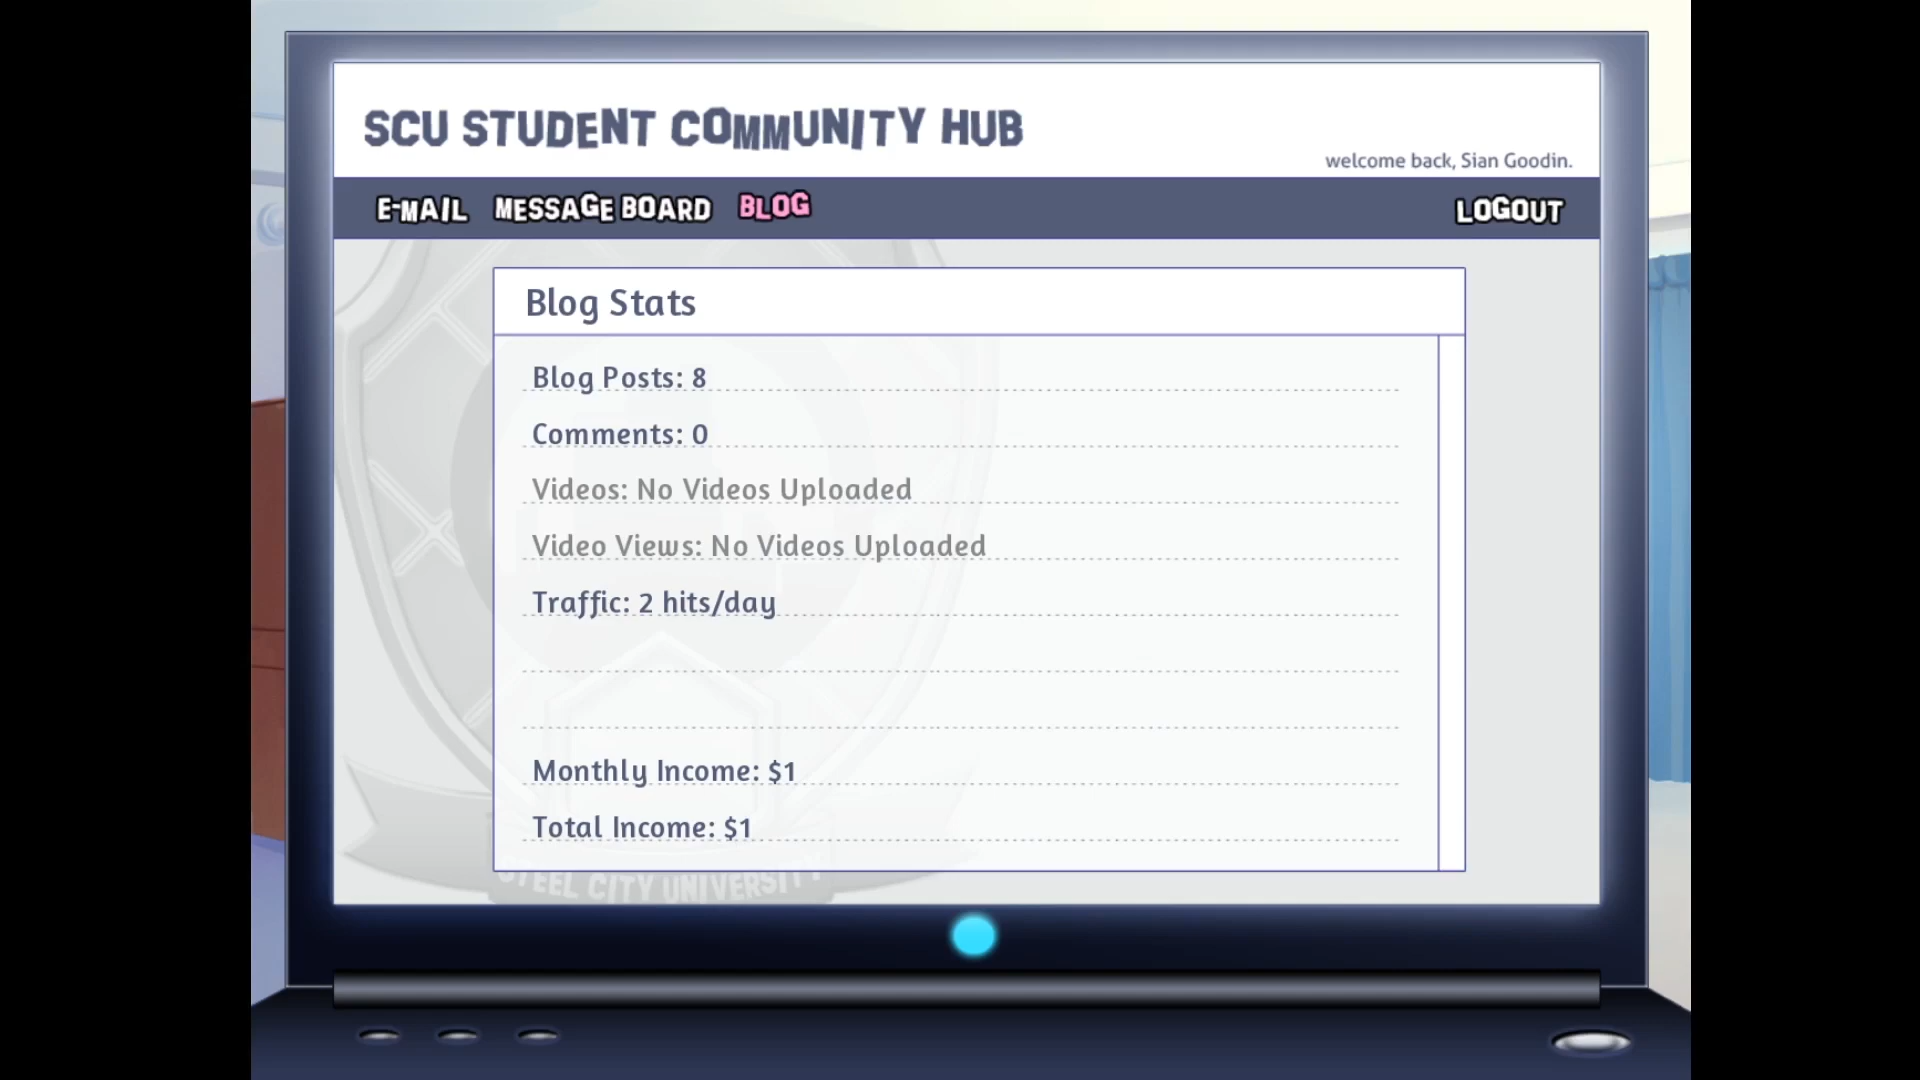 SCU STUDENT COMMUNITY HUB
welcome back, Sian Goodin.
E-MAIL MESSAGE BOARD BLOG LOGOUT
Blog Stats
Blog Posts: 8
Comments: 0
Videos: No Videos Uploaded
Video Views: No Videos Uploaded
Traffic: 2 hits/day
Monthly Income: $1
Total Income: $1
STEEL CITY UNIVERSITY